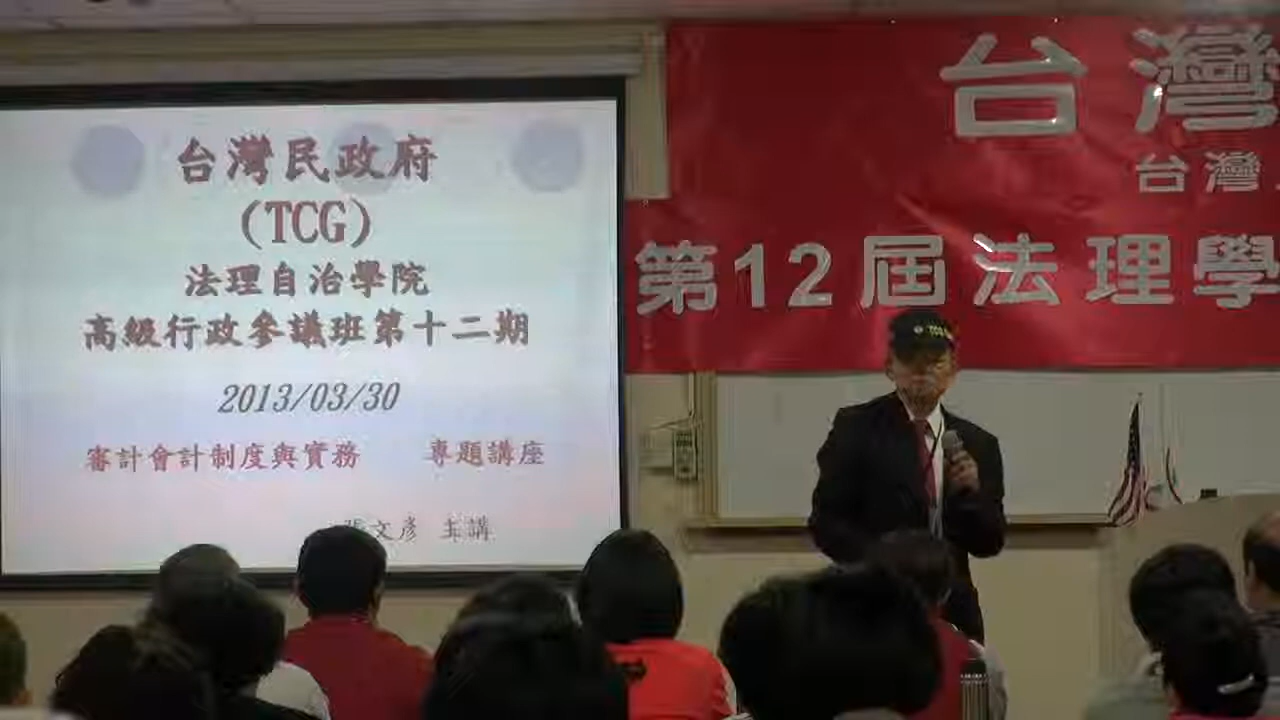 台灣民政府
(TCG)
法理自治學院
高級行政參議班第十二期
2013/03/30
審計會計制度與實務 專題講座
文彥 主講
台灣
台灣
第12屆法理學